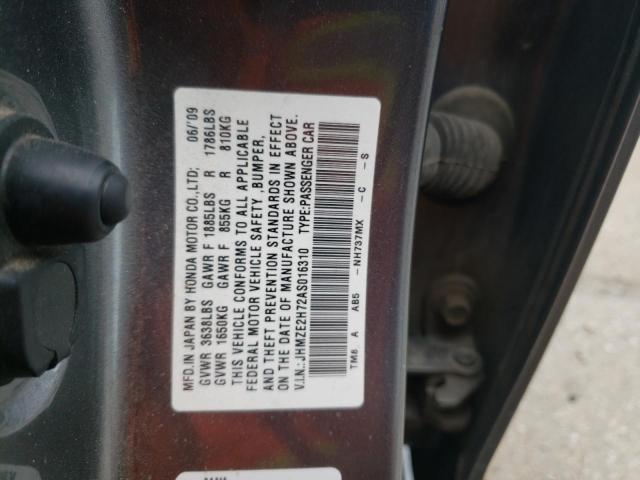 MFD.IN JAPAN BY HONDA MOTOR CO.,LTD; 06/'09
GVWR 3638LBS GAWR F 1885LBS R 1786LBS
GVWR 1650KG GAWR F 855KG R 810KG
THIS VEHICLE CONFORMS TO ALL APPLICABLE
FEDERAL MOTOR VEHICLE SAFETY ,BUMPER,
AND THEFT PREVENTION STANDARDS IN EFFECT
ON THE DATE OF MANUFACTURE SHOWN ABOVE.
V.I.N.:JHMZE2H72AS016310 TYPE:PASSENGER CAR
TM8 A AB5 -NH737MX -C -S